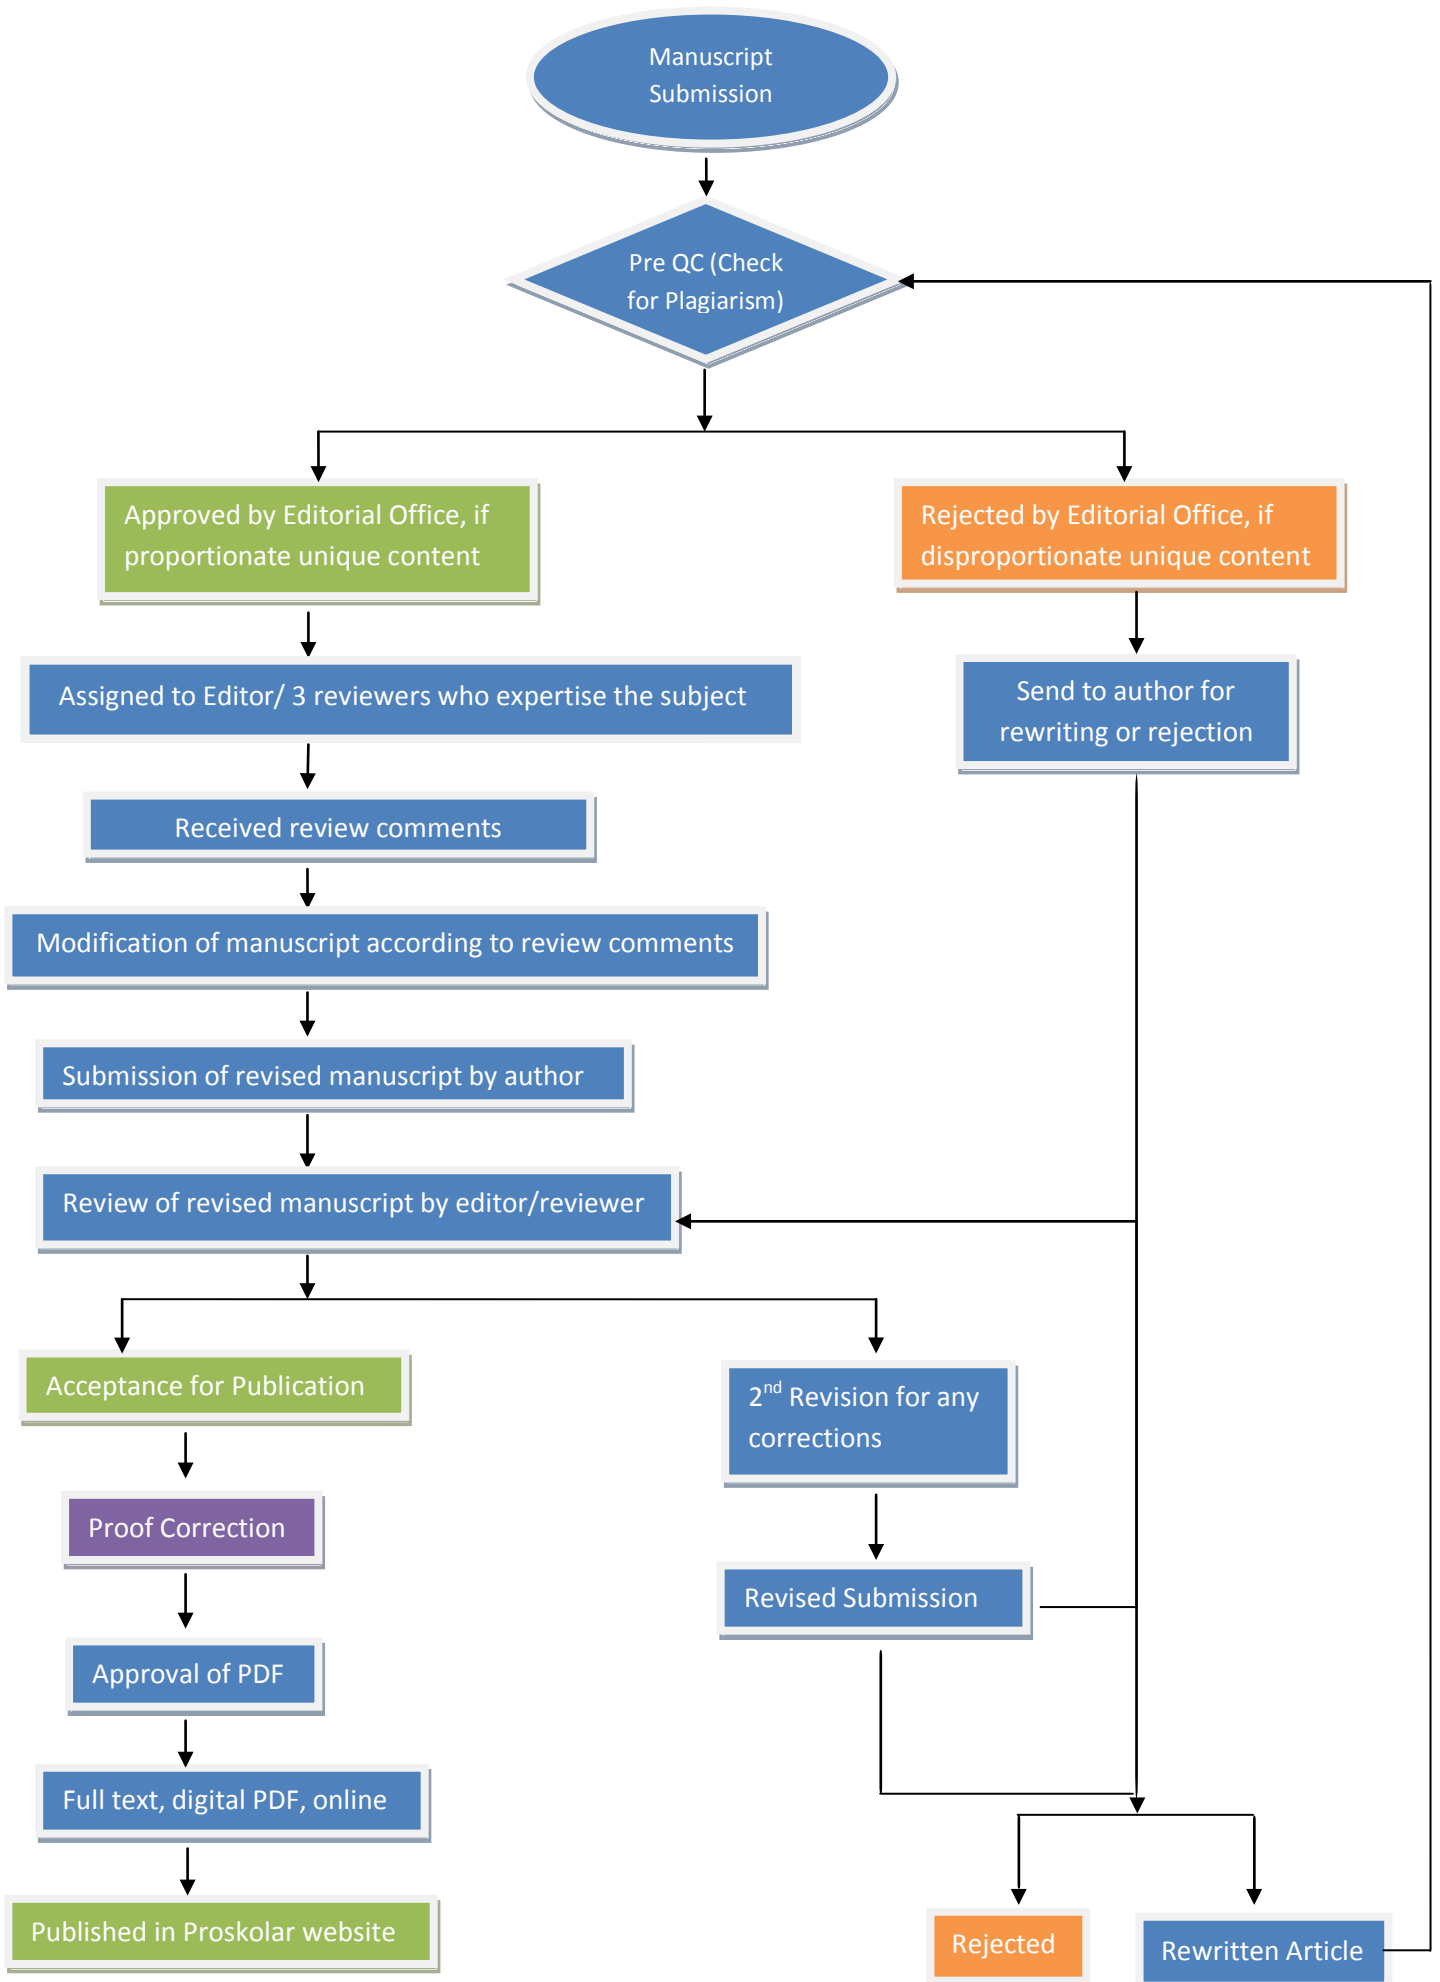 Manuscript
Submission
Pre QC (Check
for Plagiarism)
Approved by Editorial Office, if
proportionate unique content
Rejected by Editorial Office, if
disproportionate unique content
Assigned to Editor/ 3 reviewers who expertise the subject
Send to author for
rewriting or rejection
Received review comments
Modification of manuscript according to review comments
Submission of revised manuscript by author
Review of revised manuscript by editor/reviewer
Acceptance for Publication
2nd Revision for any
corrections
Proof Correction
Revised Submission
Approval of PDF
Full text, digital PDF, online
Published in Proskolar website
Rejected
Rewritten Article